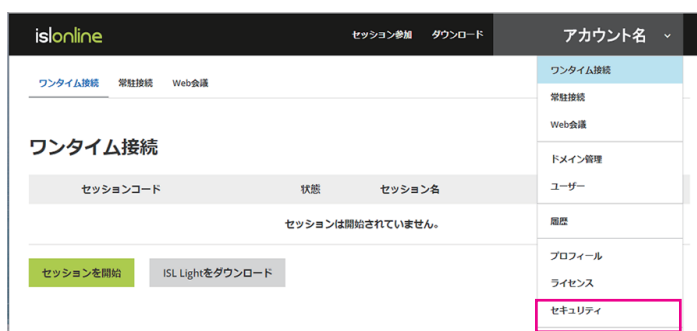 islonline
セッション参加 ダウンロード アカウント名
ワンタイム接続 常駐接続 Web会議
ワンタイム接続
セッションコード 状態 セッション名
セッションは開始されていません。
セッションを開始 ISL Lightをダウンロード
ワンタイム接続
常駐接続
Web会議
ドメイン管理
ユーザー
履歴
プロフィール
ライセンス
セキュリティ